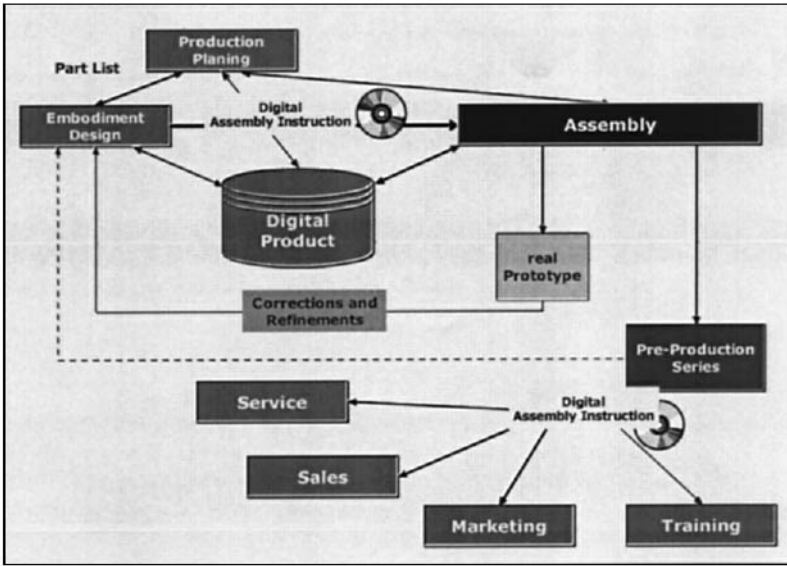 Production
Planing
Part List
Digital
Assembly Instruction
Embodiment
Design
Assembly
Digital
Product
real
Prototype
Corrections and
Refinements
Pre-Production
Series
Service
Digital
Assembly Instruction
Sales
Marketing
Training